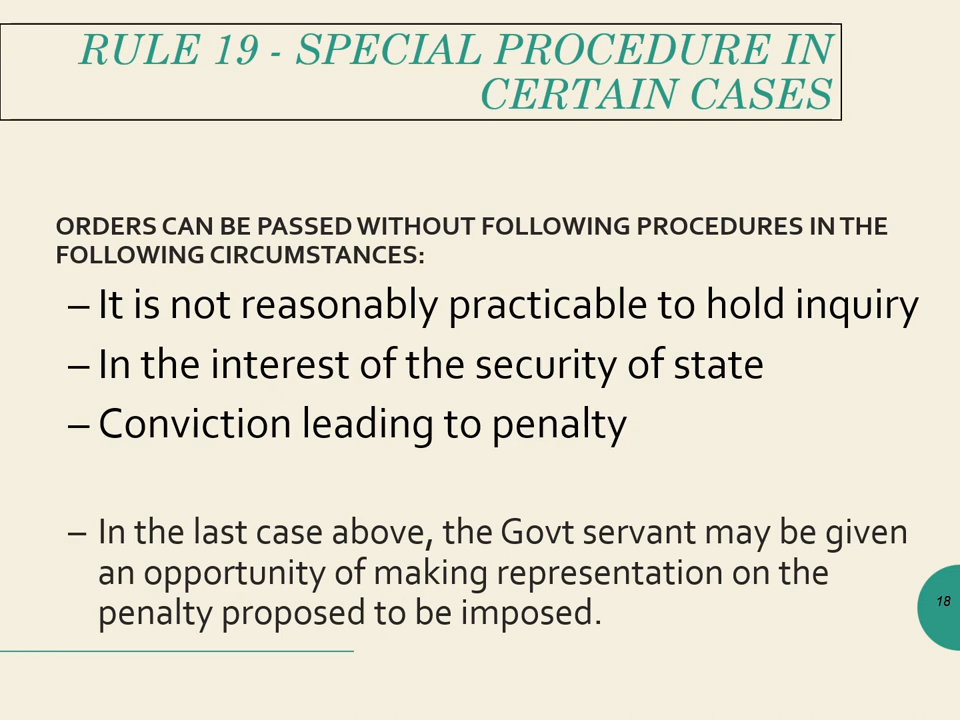 RULE 19 - SPECIAL PROCEDURE IN
CERTAIN CASES
ORDERS CAN BE PASSED WITHOUT FOLLOWING PROCEDURES IN THE
FOLLOWING CIRCUMSTANCES:
– It is not reasonably practicable to hold inquiry
– In the interest of the security of state
– Conviction leading to penalty
– In the last case above, the Govt servant may be given
an opportunity of making representation on the
penalty proposed to be imposed.
18